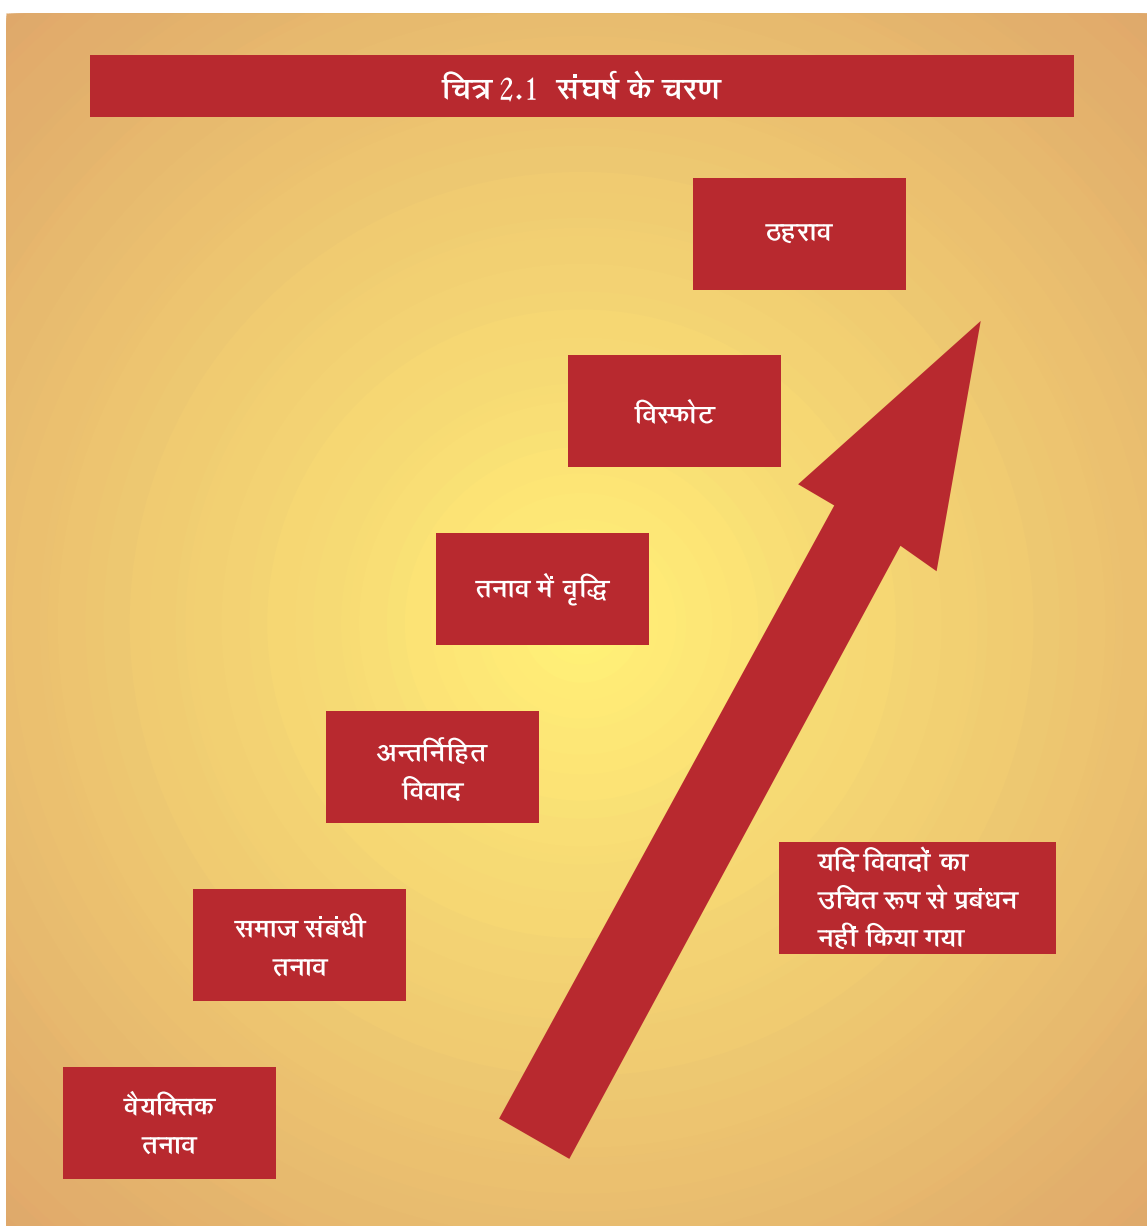 चित्र 2.1 संघर्ष के चरण
ठहराव
विस्फोट
तनाव में वृद्धि
अन्तर्निहित
विवाद
यदि विवादों का
उचित रूप से प्रबंधन
नहीं किया गया
समाज संबंधी
तनाव
वैयक्तिक
तनाव